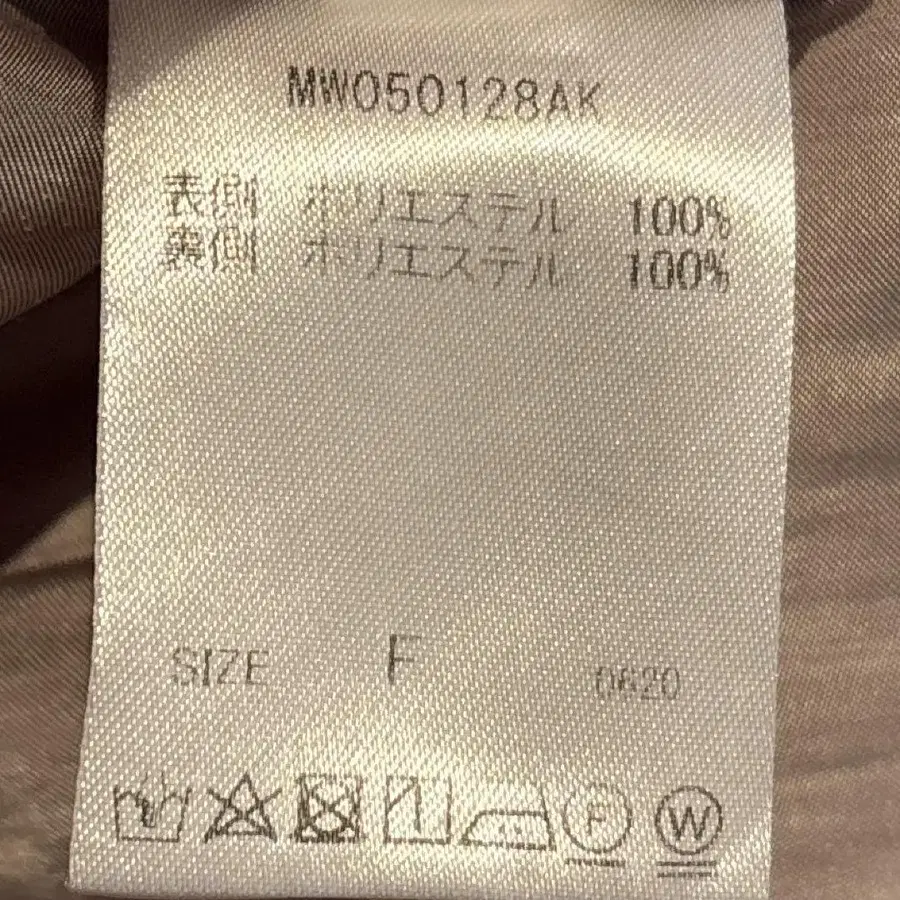 MW050128AK
表側 ポリエステル 100%
裏側 ポリエステル 100%
SIZE F 0620
F W